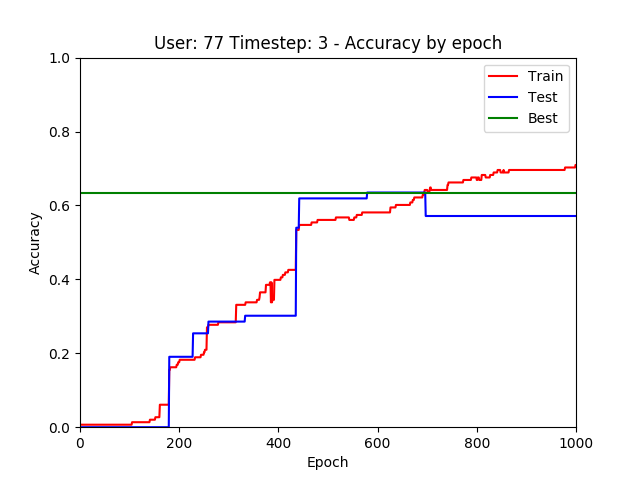 User: 77 Timestep: 3 - Accuracy by epoch
Train
Test
Best
Accuracy
1.0
0.8
0.6
0.4
0.2
0.0
0 200 400 600 800 1000
Epoch